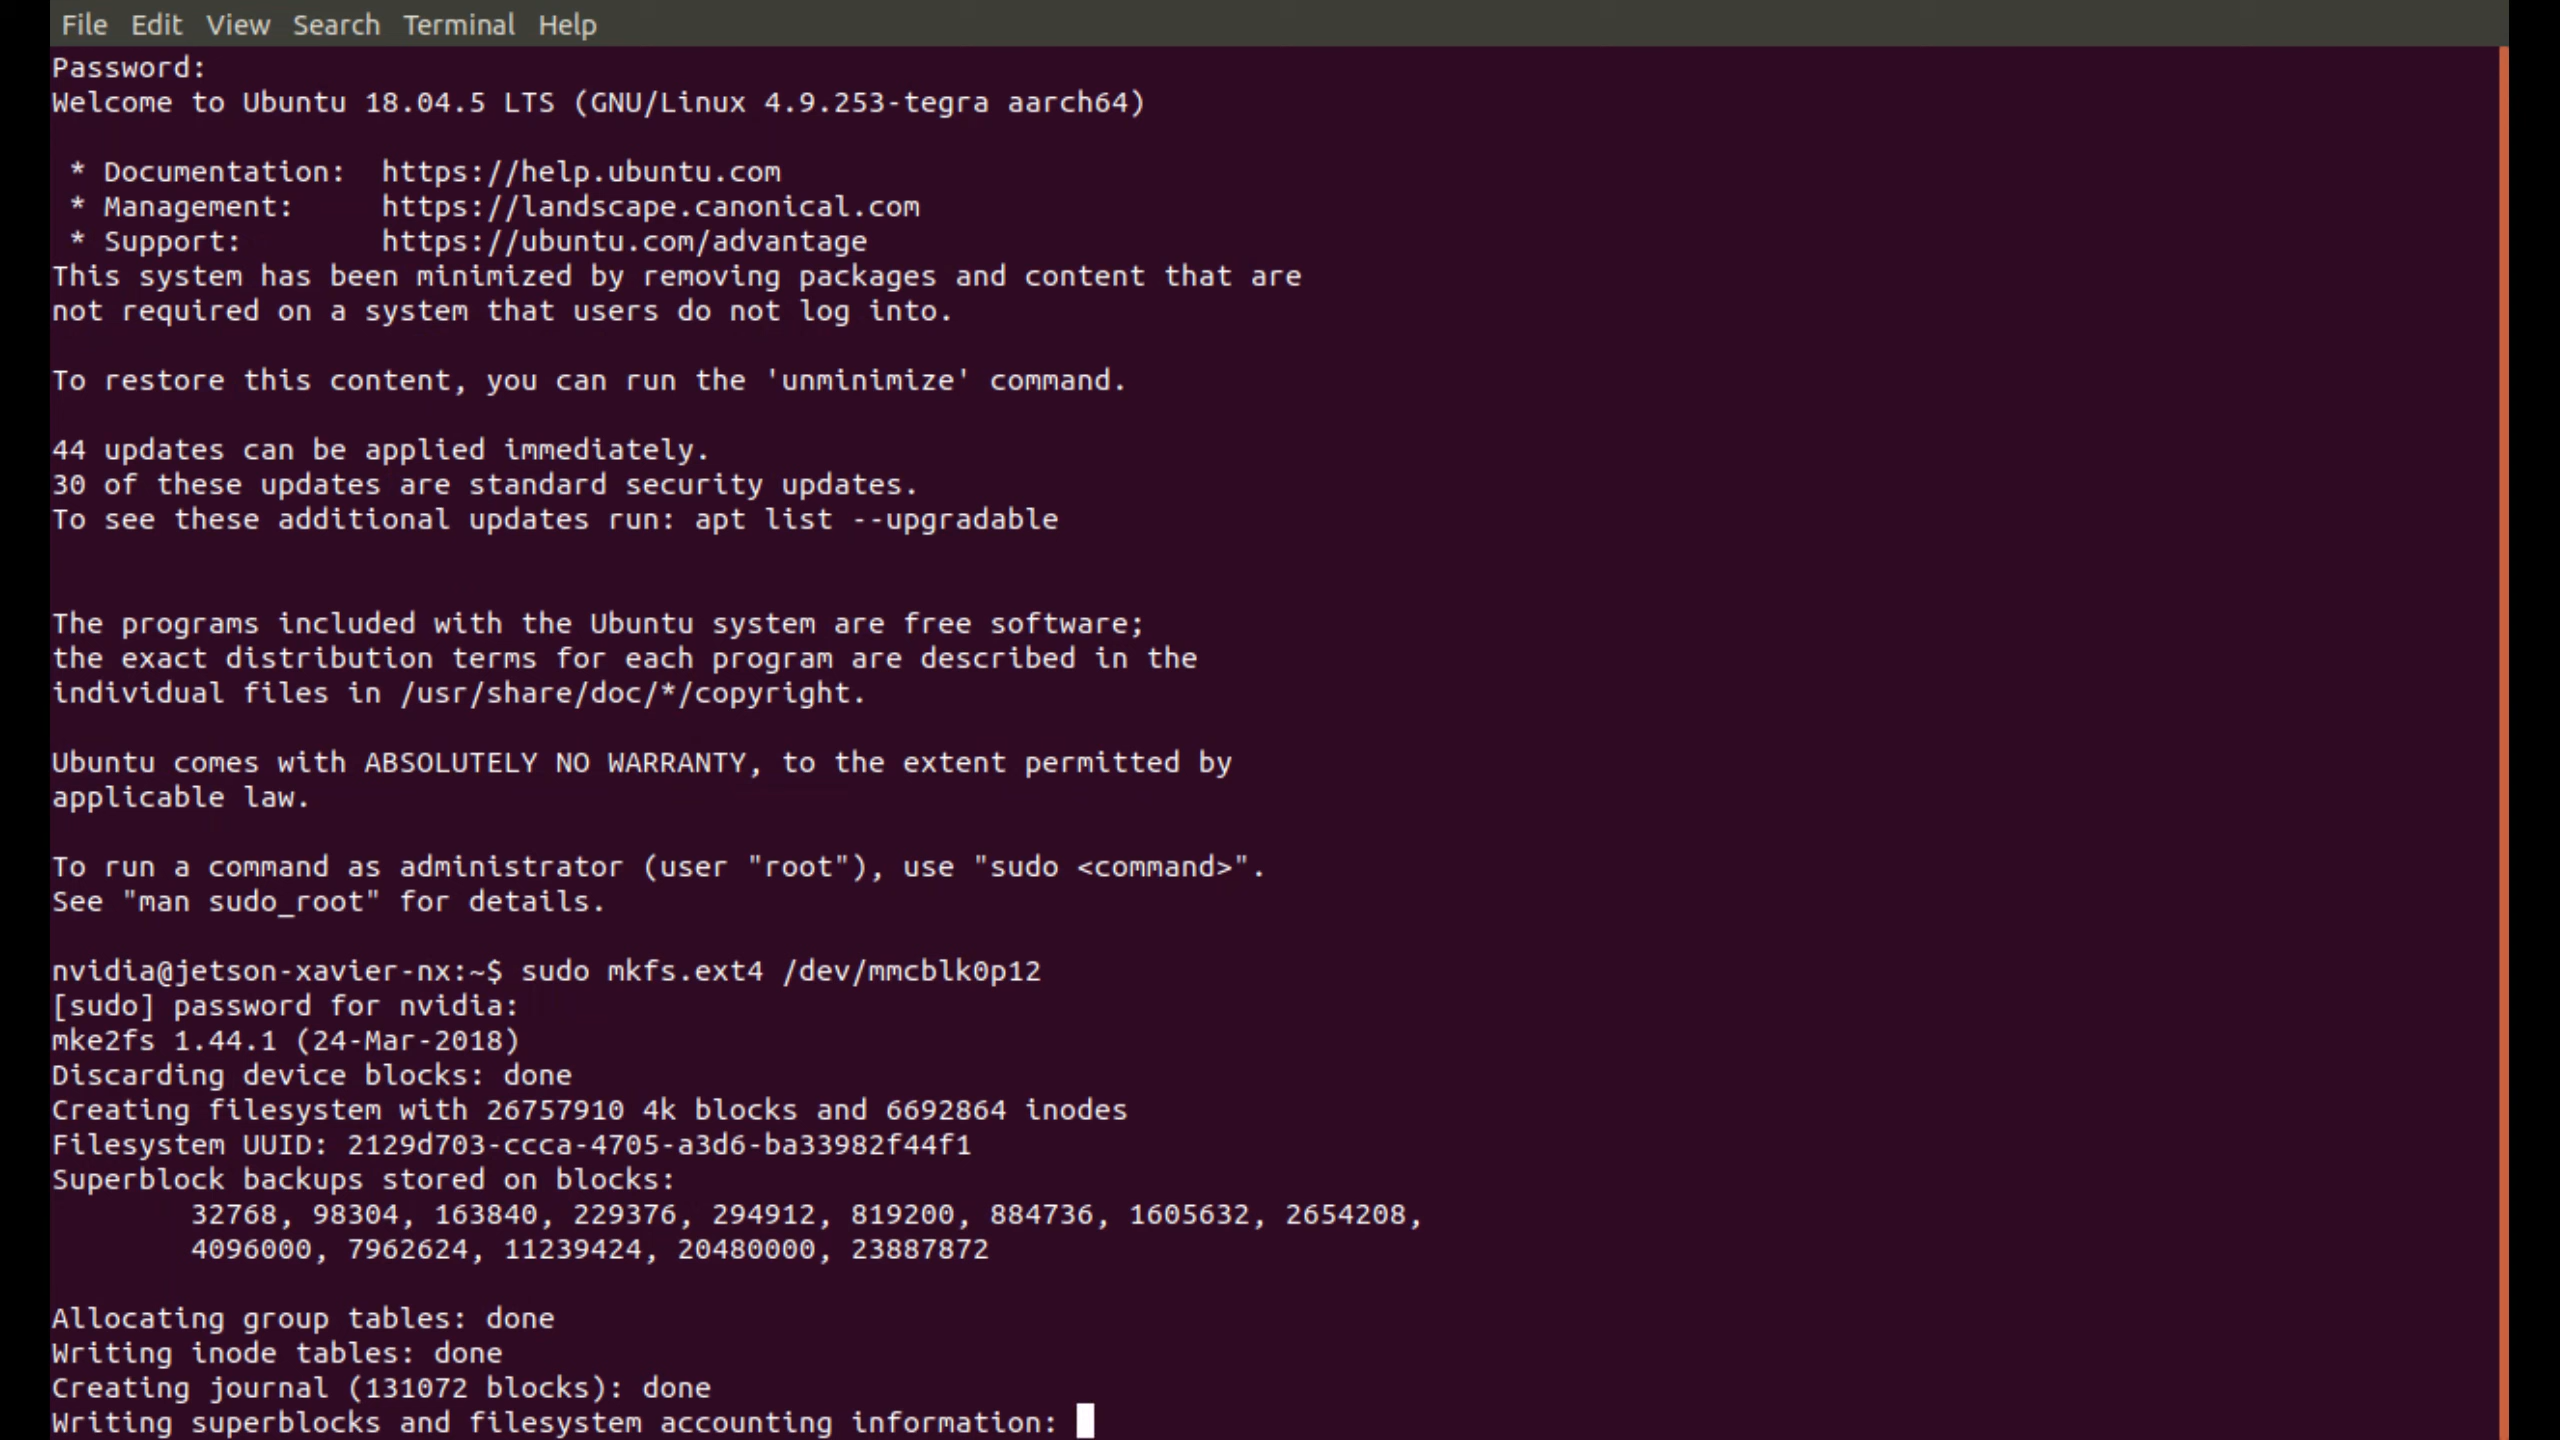 File Edit View Search Terminal Help
Password:
Welcome to Ubuntu 18.04.5 LTS (GNU/Linux 4.9.253-tegra aarch64)
* Documentation: https://help.ubuntu.com
* Management: https://landscape.canonical.com
* Support: https://ubuntu.com/advantage
This system has been minimized by removing packages and content that are
not required on a system that users do not log into.
To restore this content, you can run the 'unminimize' command.
44 updates can be applied immediately.
30 of these updates are standard security updates.
To see these additional updates run: apt list --upgradable
The programs included with the Ubuntu system are free software;
the exact distribution terms for each program are described in the
individual files in /usr/share/doc/*/copyright.
Ubuntu comes with ABSOLUTELY NO WARRANTY, to the extent permitted by
applicable law.
To run a command as administrator (user "root"), use "sudo <command>".
See "man sudo_root" for details.
nvidia@jetson-xavier-nx:~$ sudo mkfs.ext4 /dev/mmcblk0p12
[sudo] password for nvidia:
mke2fs 1.44.1 (24-Mar-2018)
Discarding device blocks: done
Creating filesystem with 26757910 4k blocks and 6692864 inodes
Filesystem UUID: 2129d703-ccca-4705-a3d6-ba33982f44f1
Superblock backups stored on blocks:
32768, 98304, 163840, 229376, 294912, 819200, 884736, 1605632, 2654208,
4096000, 7962624, 11239424, 20480000, 23887872
Allocating group tables: done
Writing inode tables: done
Creating journal (131072 blocks): done
Writing superblocks and filesystem accounting information: